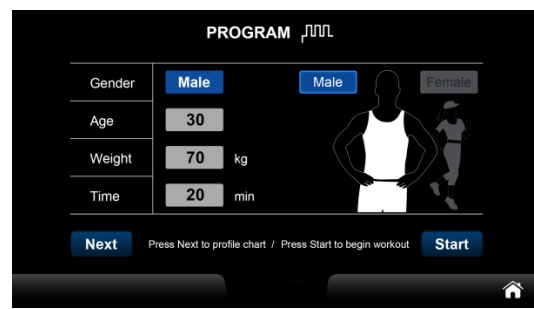 PROGRAM
Gender Male Male Female
Age 30
Weight 70 kg
Time 20 min
Next Press Next to profile chart / Press Start to begin workout Start